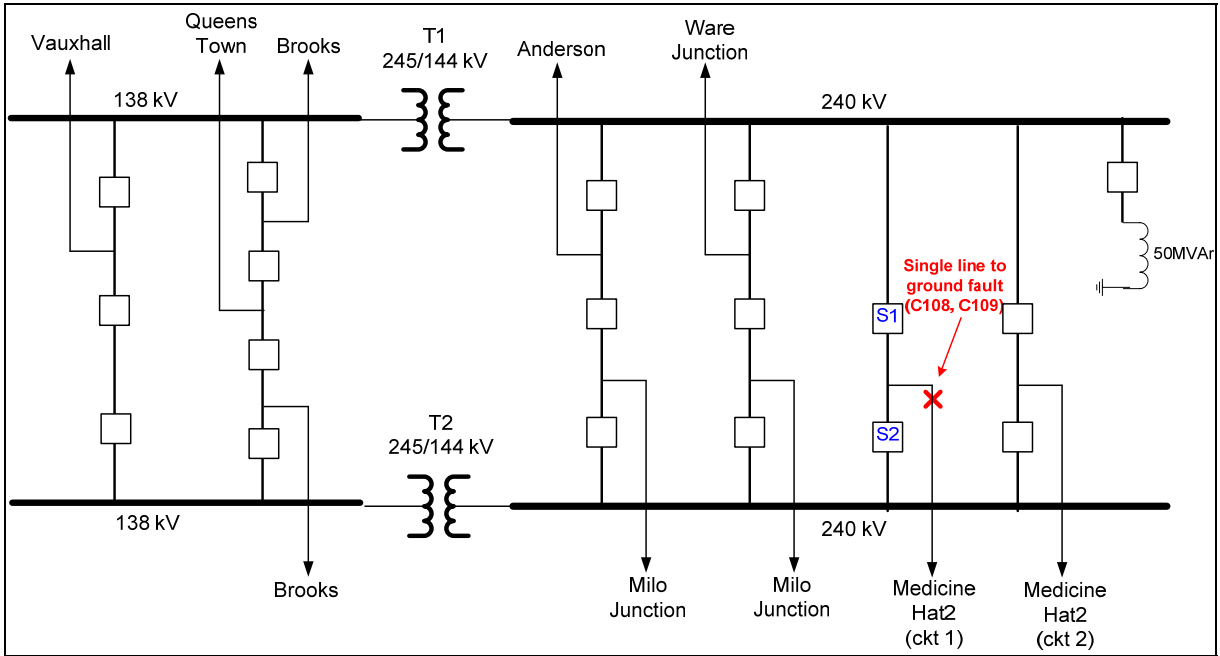 Vauxhall
Queens
Town
Brooks
T1
245/144 kV
Anderson
Ware
Junction
138 kV
240 kV
50MVAr
Single line to
ground fault
(C108, C109)
S1
S2
T2
245/144 kV
138 kV
240 kV
Brooks
Milo
Junction
Milo
Junction
Medicine
Hat2
(ckt 1)
Medicine
Hat2
(ckt 2)